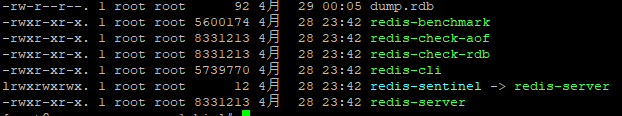 -rw-r--r--. 1 root root      92 4月  29 00:05 dump.rdb
-rwxr-xr-x. 1 root root 5600174 4月  28 23:42 redis-benchmark
-rwxr-xr-x. 1 root root 8331213 4月  28 23:42 redis-check-aof
-rwxr-xr-x. 1 root root 8331213 4月  28 23:42 redis-check-rdb
-rwxr-xr-x. 1 root root 5739770 4月  28 23:42 redis-cli
lrwxrwxrwx. 1 root root      12 4月  28 23:42 redis-sentinel -> redis-server
-rwxr-xr-x. 1 root root 8331213 4月  28 23:42 redis-server